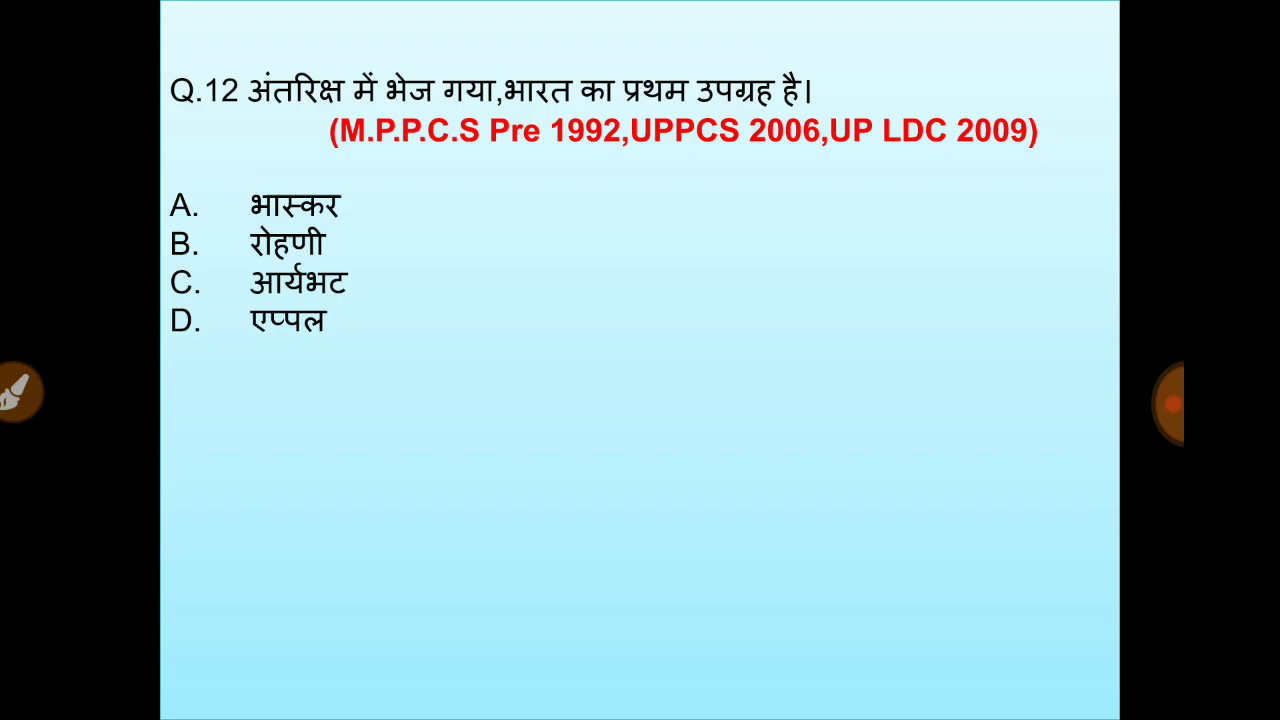 Q.12 अंतरिक्ष में भेज गया,भारत का प्रथम उपग्रह है।
(M.P.P.C.S Pre 1992,UPPCS 2006,UP LDC 2009)
A. भास्कर
B. रोहणी
C. आर्यभट
D. एप्पल